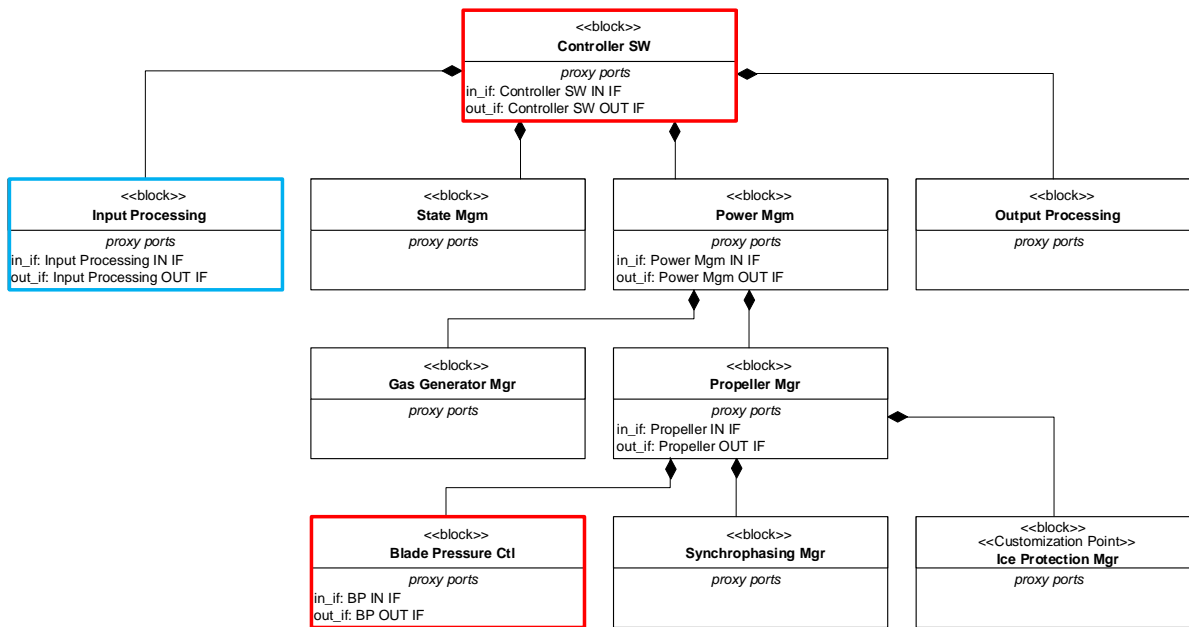 <<block>>
Controller SW
proxy ports
in_if: Controller SW IN IF
out_if: Controller SW OUT IF
<<block>>
Input Processing
proxy ports
in_if: Input Processing IN IF
out_if: Input Processing OUT IF
<<block>>
State Mgm
proxy ports
<<block>>
Power Mgm
proxy ports
in_if: Power Mgm IN IF
out_if: Power Mgm OUT IF
<<block>>
Output Processing
proxy ports
<<block>>
Gas Generator Mgr
proxy ports
<<block>>
Propeller Mgr
proxy ports
in_if: Propeller IN IF
out_if: Propeller OUT IF
<<block>>
Blade Pressure Ctl
proxy ports
in_if: BP IN IF
out_if: BP OUT IF
<<block>>
Synchrophasing Mgr
proxy ports
<<block>>
<<Customization Point>>
Ice Protection Mgr
proxy ports